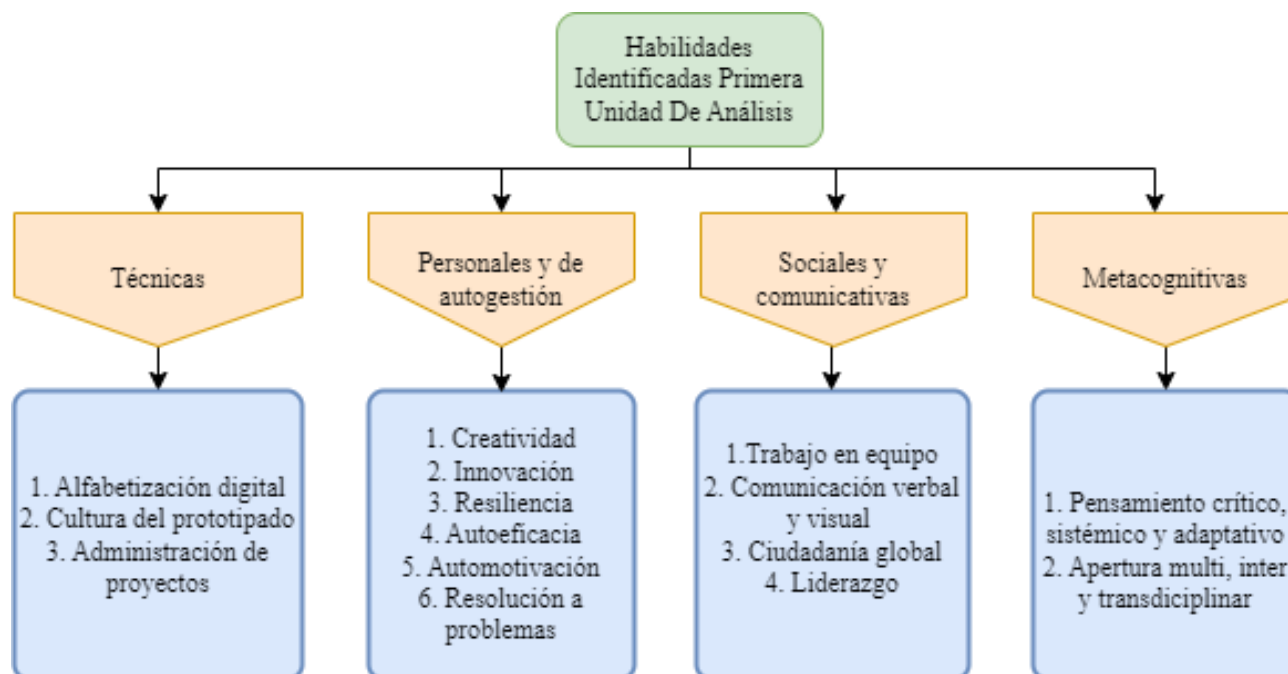 Habilidades
Identificadas Primera
Unidad De Análisis
Técnicas
Personales y de
autogestión
Sociales y
comunicativas
Metacognitivas
1. Alfabetización digital
2. Cultura del prototipado
3. Administración de
proyectos
1. Creatividad
2. Innovación
3. Resiliencia
4. Autoeficacia
5. Automotivación
6. Resolución a
problemas
1.Trabajo en equipo
2. Comunicación verbal
y visual
3. Ciudadanía global
4. Liderazgo
1. Pensamiento crítico,
sistémico y adaptativo
2. Apertura multi, inter
y transdiciplinar